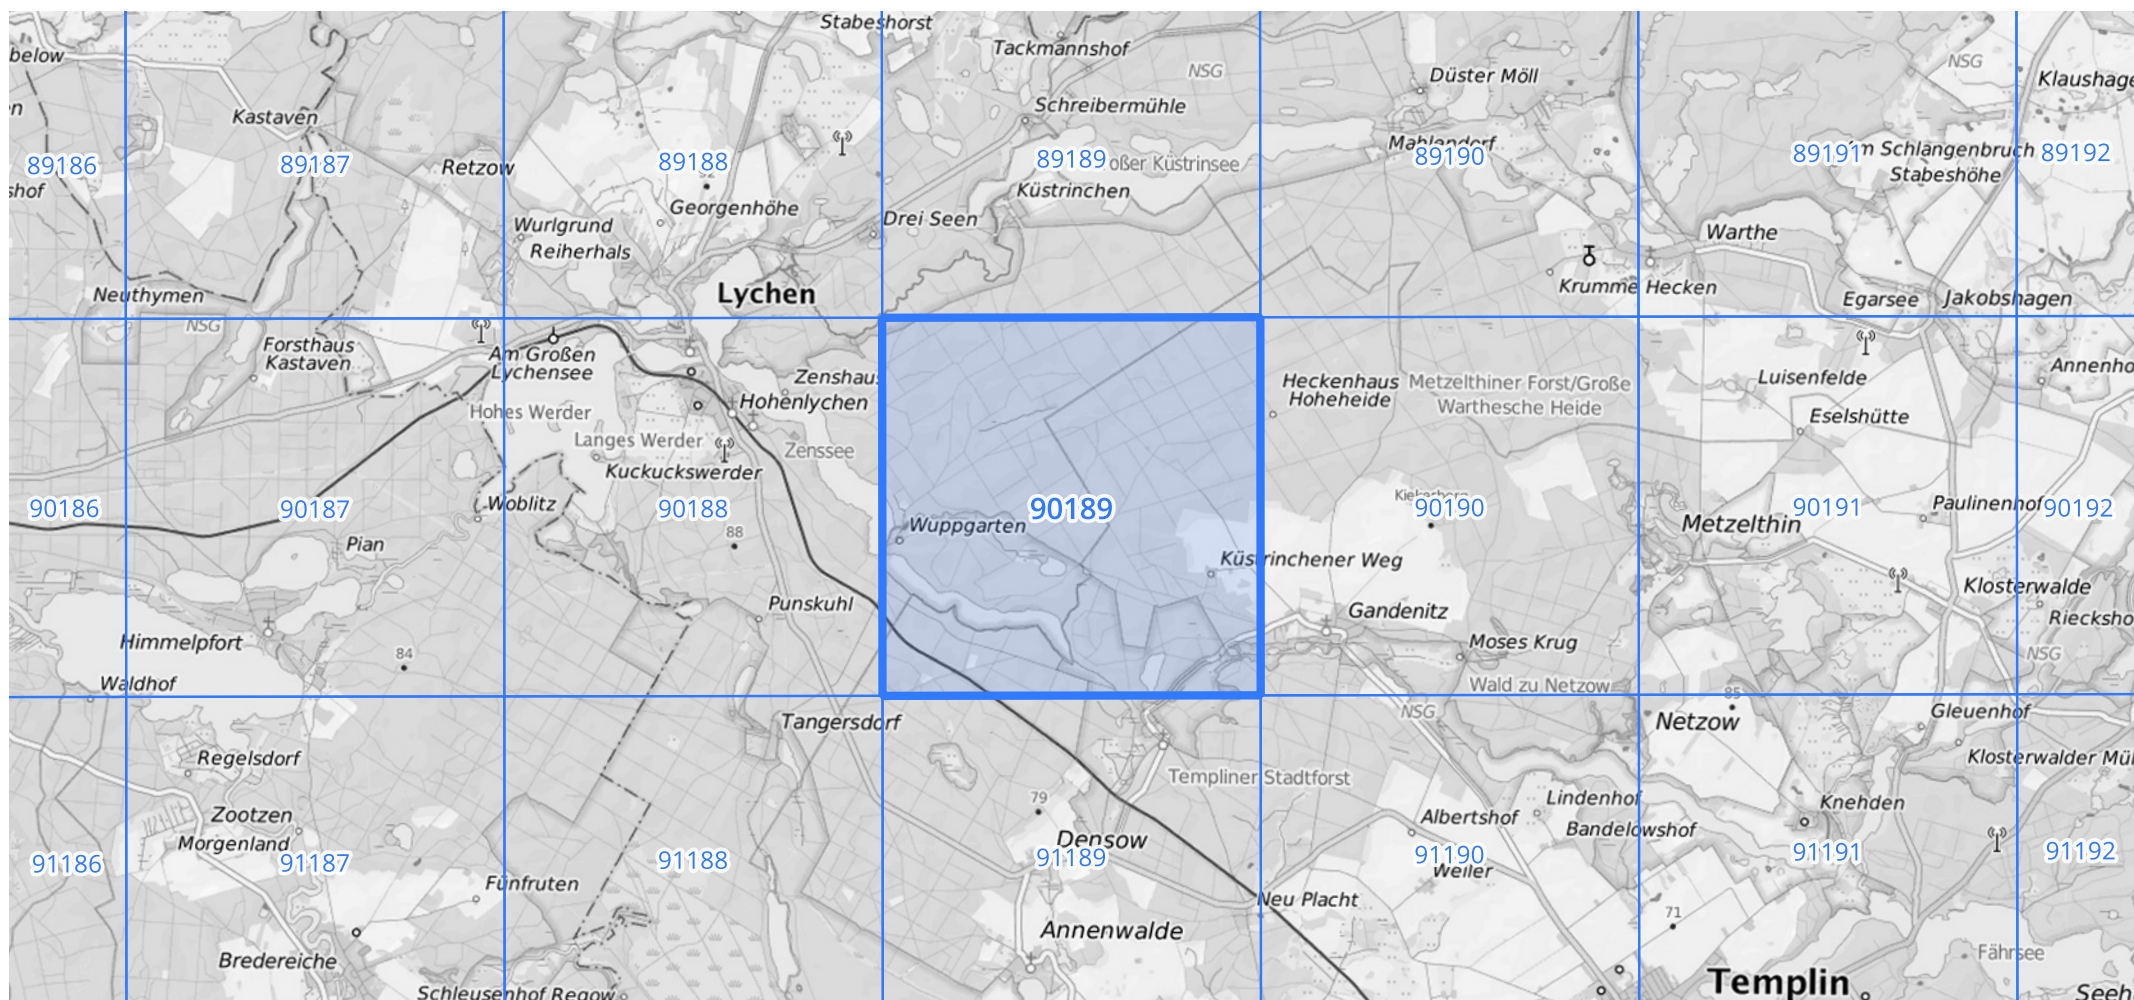 Stabeshorst
below
Tackmannshof
NSG
Düster Möll
NSG
Klaushage
Kastaven
Schreibermühle
Mahlendorf
89186
89187
Retzow
89188
89189
oßer Küstrinsee
89190
89191
m Schlangenbruch
89192
Stabeshöhe
shof
Küstrinchen
Georgenhöhe
Drei Seen
Wurlgrund
Reiherhals
Warthe
Neuthymen
Lychen
Krumme Hecken
Egarsee
Jakobshagen
NSG
Forsthaus
Kastaven
Am Großen
Lychensee
Zenshaus
Hohenlychen
Heckenhaus
Hoheheide
Metzelthiner Forst/Große
Warthesche Heide
Luisenfelde
Annenho
Eselshütte
Hohes Werder
Langes Werder
Zenssee
Kuckuckswerder
90186
90187
Woblitz
90188
88
Wuppgarten
90189
90190
Metzelthin
90191
Paulinenhof
90192
Pian
Küstrinchener Weg
Klosterwalde
Punskuhl
Gandenitz
Riecksho
Himmelpfort
84
Moses Krug
NSG
Waldhof
Wald zu Netzow
85
Tangersdorf
NSG
Netzow
Gleuenhof
Regelsdorf
Templiner Stadtforst
Klosterwalder Mül
79
Lindenhof
Knehden
Zootzen
Albertshof
Bandelowshof
Morgenland
Densow
91186
91187
91188
91189
91190
91191
91192
Weiler
Fünfruten
Neu Placht
71
Bredereiche
Annenwalde
Fährsee
Schleusenhof Regow
Templin
Seeh